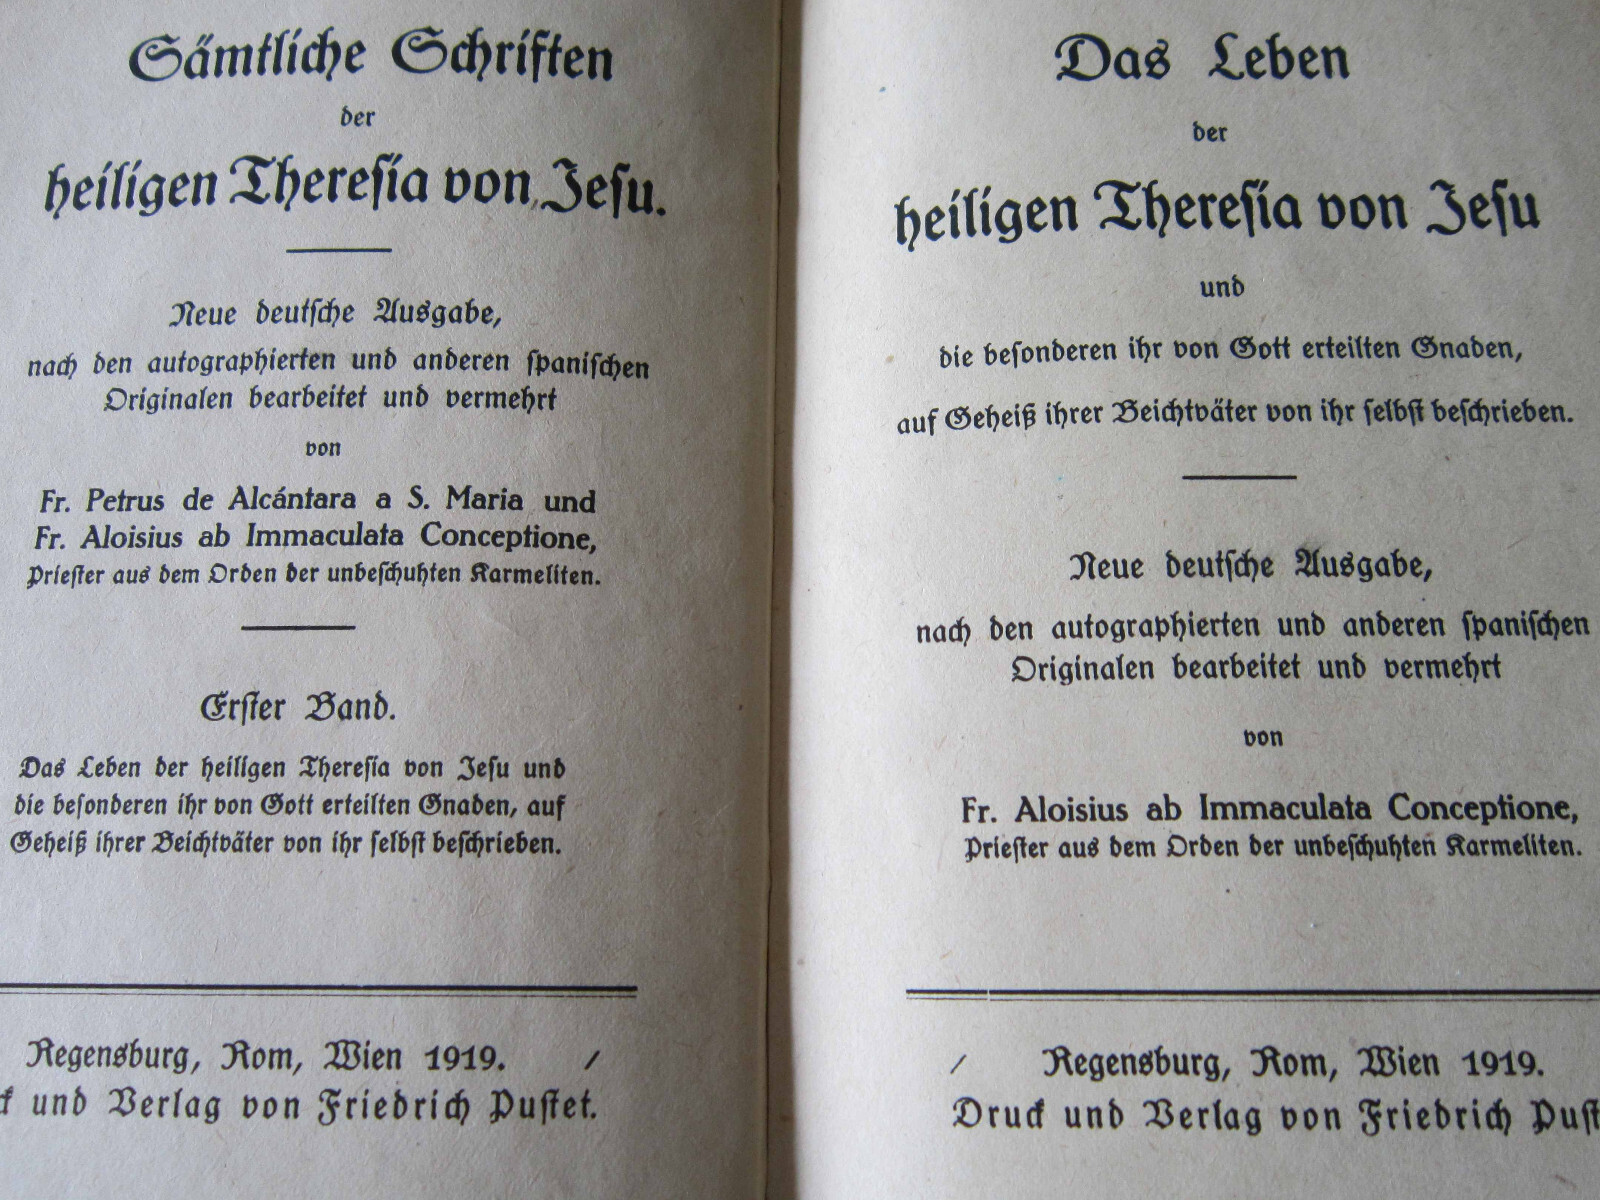 Sämtliche Schriften
der
heiligen Theresia von Jesu.
Neue deutsche Ausgabe,
nach den autographierten und anderen spanischen
Originalen bearbeitet und vermehrt
von
Fr. Petrus de Alcántara a S. Maria und
Fr. Aloisius ab Immaculata Conceptione,
Priester aus dem Orden der unbeschuhten Karmeliten.
Erster Band.
Das Leben der heiligen Theresia von Jesu und
die besonderen ihr von Gott erteilten Gnaden, auf
Geheiß ihrer Beichtväter von ihr selbst beschrieben.
Regensburg, Rom, Wien 1919.
und Verlag von Friedrich Pustet.
Das Leben
der
heiligen Theresia von Jesu
und
die besonderen ihr von Gott erteilten Gnaden,
auf Geheiß ihrer Beichtväter von ihr selbst beschrieben.
Neue deutsche Ausgabe,
nach den autographierten und anderen spanischen
Originalen bearbeitet und vermehrt
von
Fr. Aloisius ab Immaculata Conceptione,
Priester aus dem Orden der unbeschuhten Karmeliten.
Regensburg, Rom, Wien 1919.
Druck und Verlag von Friedrich Pust